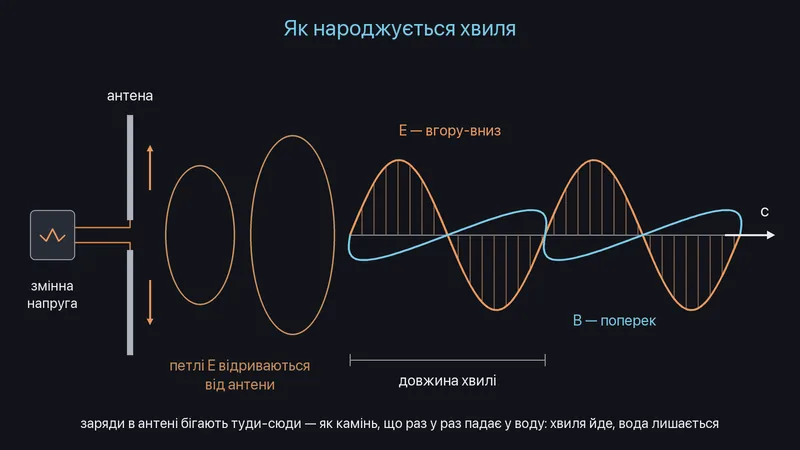 Як народжується хвиля
антена
E — вгору-вниз
c
змінна
напруга
B — поперек
петлі E відриваються
від антени
довжина хвилі
заряди в антені бігають туди-сюди — як камінь, що раз у раз падає у воду: хвиля йде, вода лишається